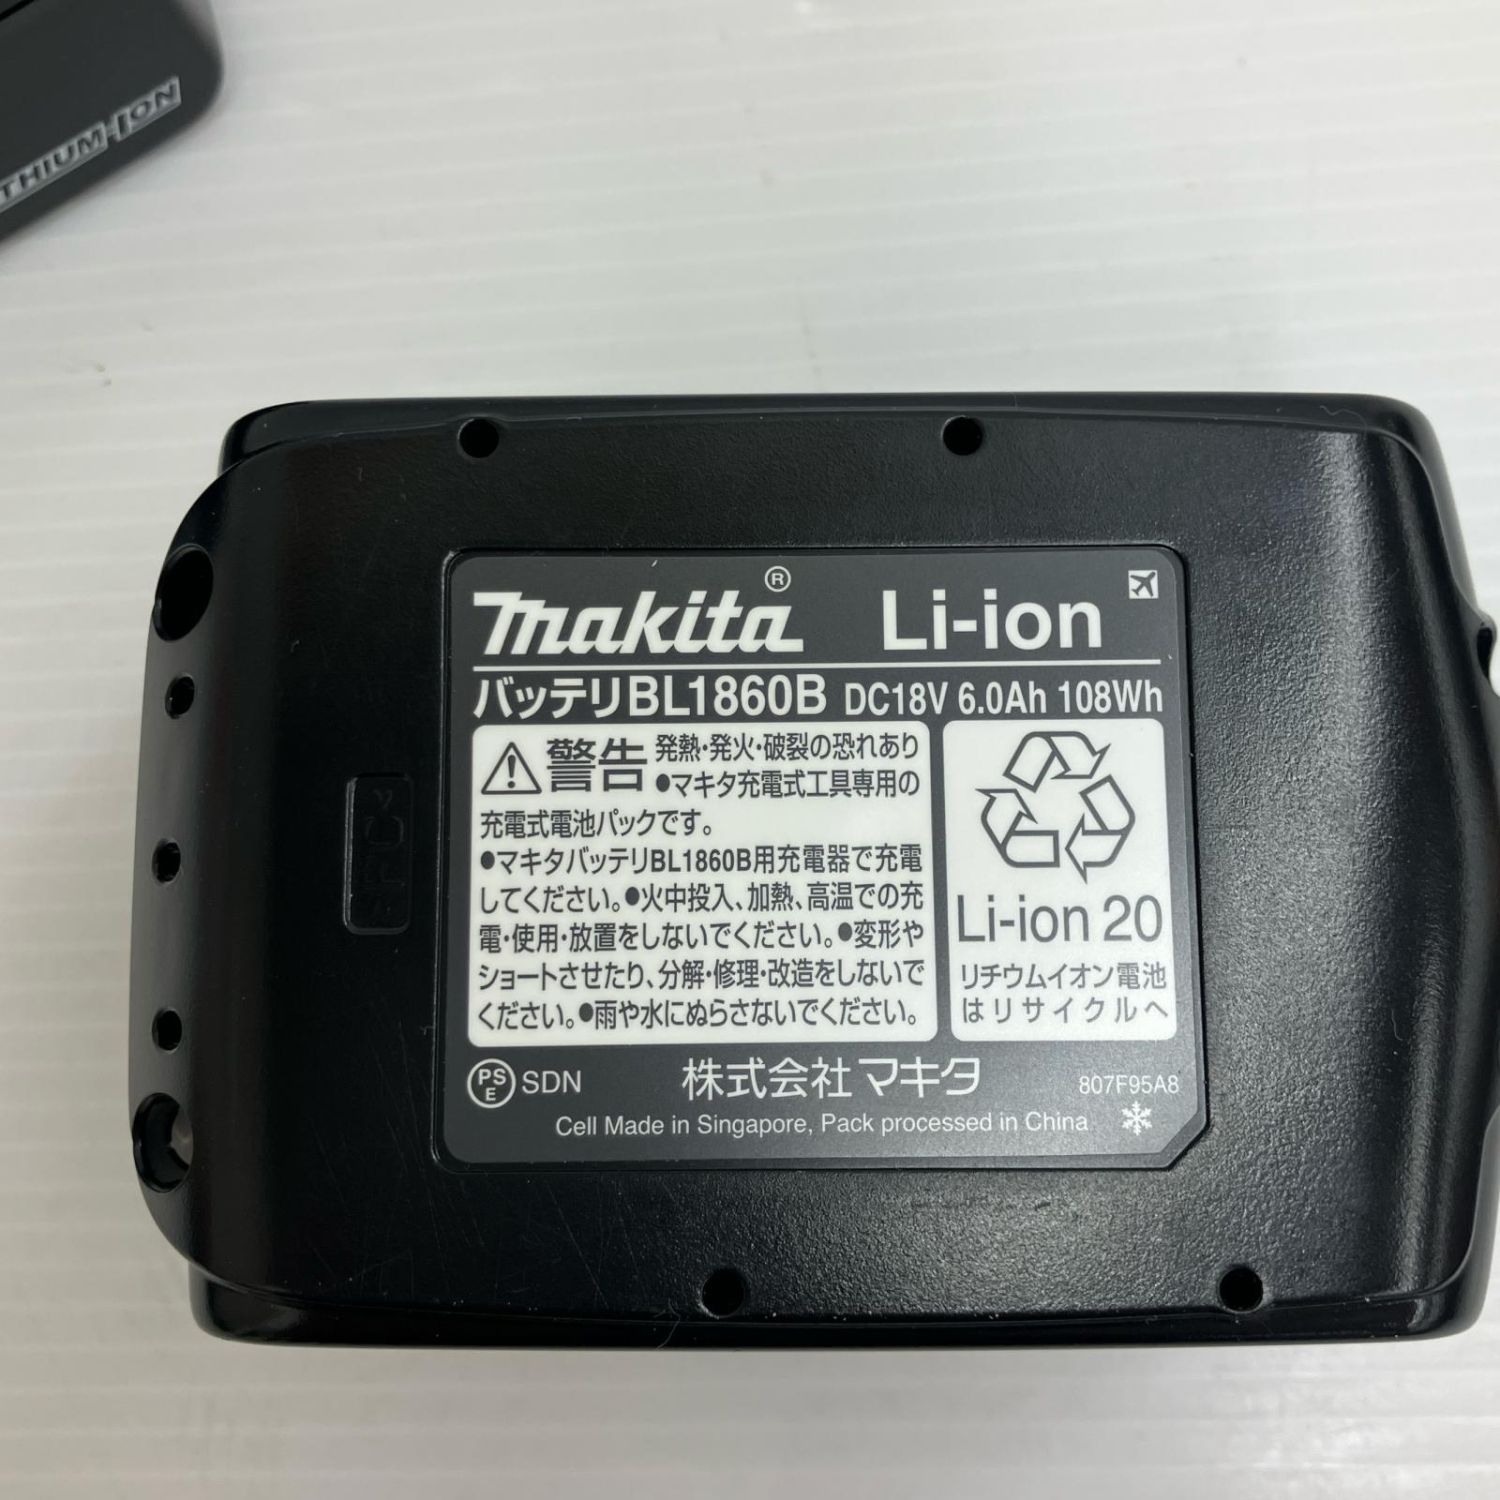 LITHIUM-ION
makita® Li-ion
バッテリBL1860B DC18V 6.0Ah 108Wh
警告 発熱・発火・破裂の恐れあり
●マキタ充電式工具専用の
充電式電池パックです。
●マキタバッテリBL1860B用充電器で充電
してください。●火中投入、加熱、高温での充
電・使用・放置をしないでください。●変形や
ショートさせたり、分解・修理・改造をしないで
ください。●雨や水にぬらさないでください。
Li-ion 20
リチウムイオン電池
はリサイクルへ
PSE SDN 株式会社マキタ 807F95A8
Cell Made in Singapore, Pack processed in China